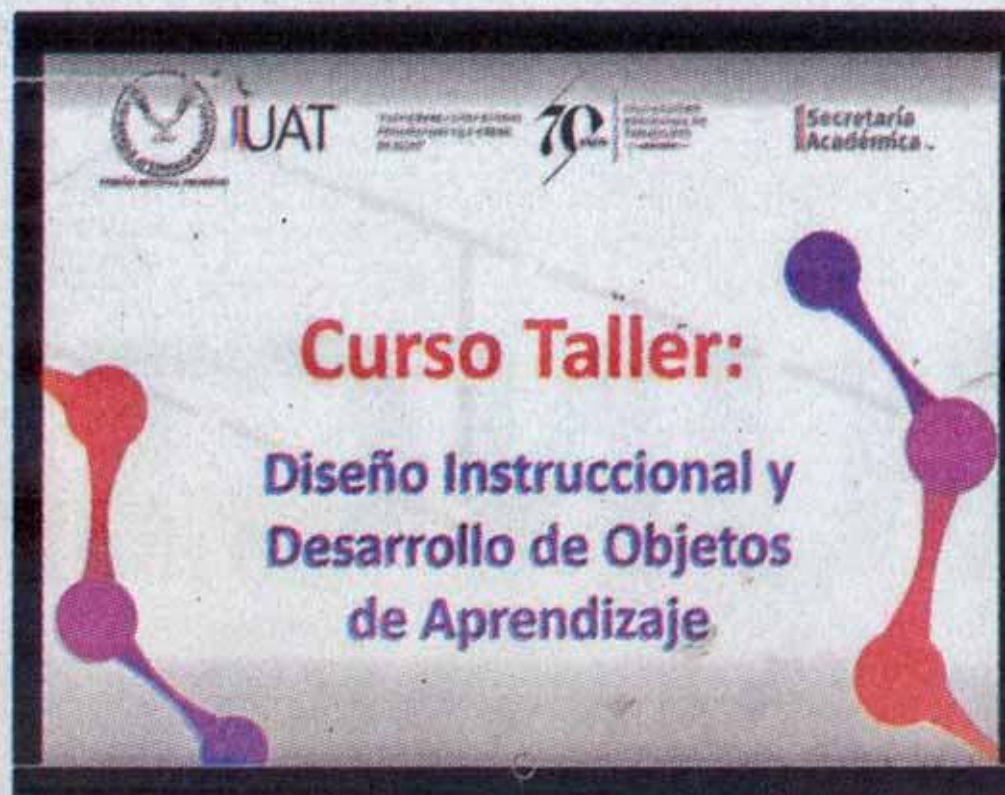 UAT
70
Secretaría
Académica
Curso Taller:
Diseño Instruccional y
Desarrollo de Objetos
de Aprendizaje